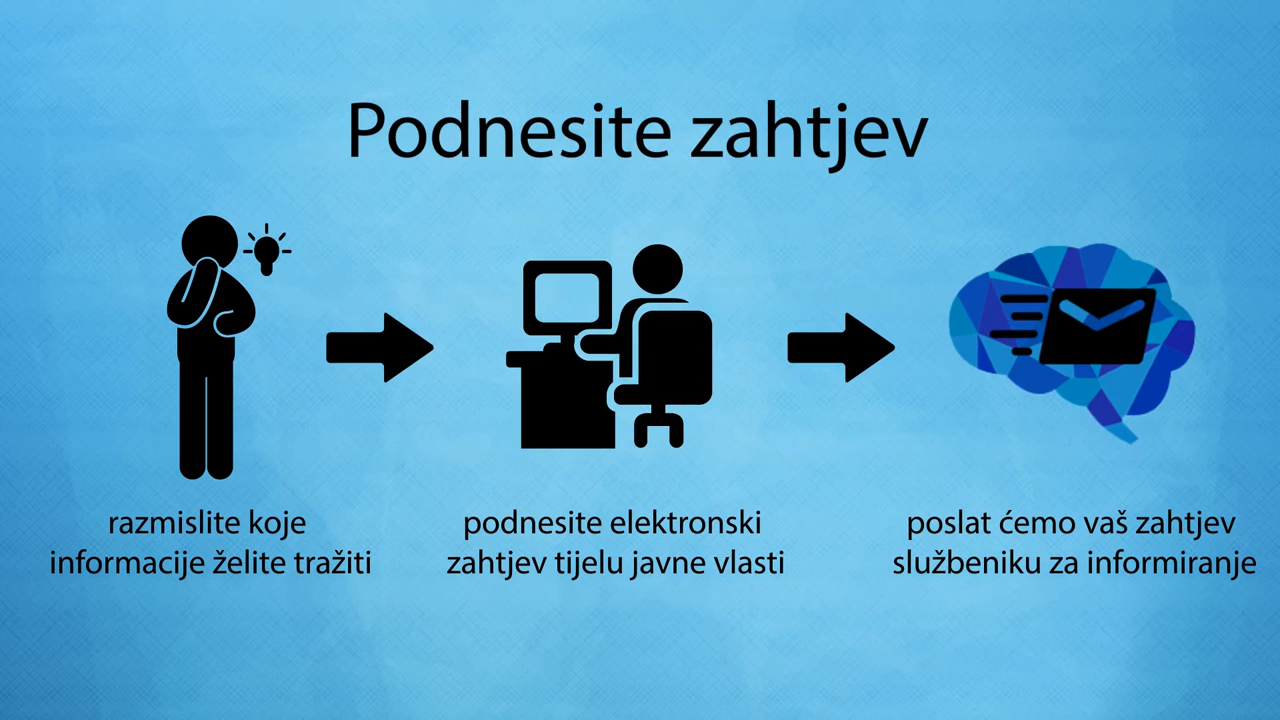 Podnesite zahtjev
razmislite koje
informacije želite tražiti
podnesite elektronski
zahtjev tijelu javne vlasti
poslat ćemo vaš zahtjev
službeniku za informiranje